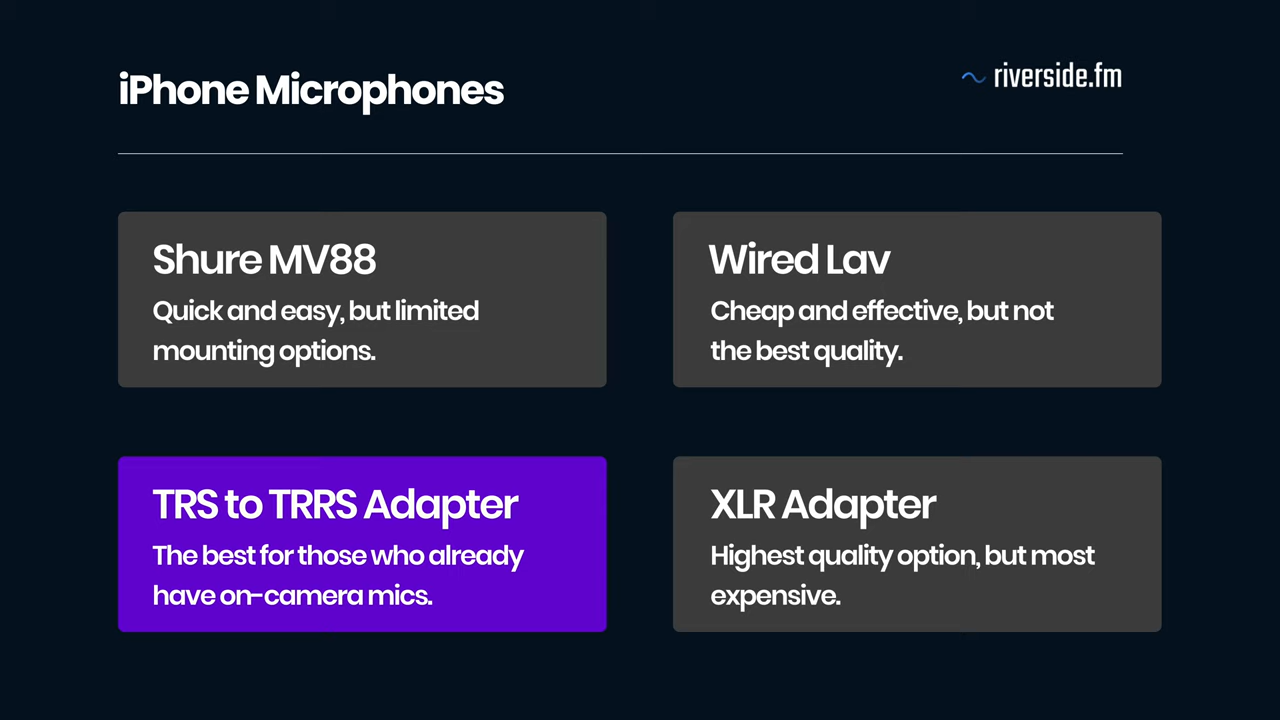 iPhone Microphones
riverside.fm
Shure MV88
Quick and easy, but limited
mounting options.
Wired Lav
Cheap and effective, but not
the best quality.
TRS to TRRS Adapter
The best for those who already
have on-camera mics.
XLR Adapter
Highest quality option, but most
expensive.